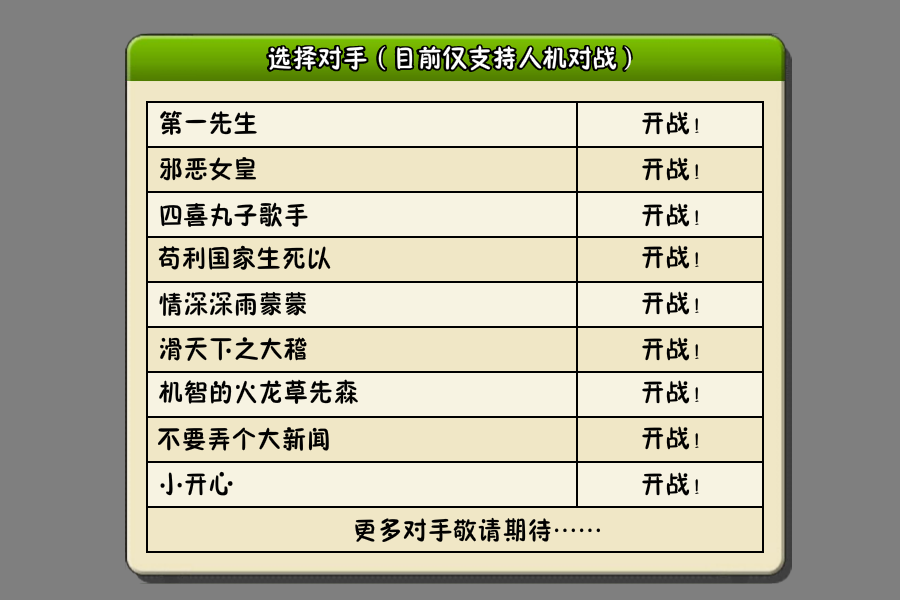 选择对手（目前仅支持人机对战）
第一先生 开战！
邪恶女皇 开战！
四喜丸子歌手 开战！
苟利国家生死以 开战！
情深深雨蒙蒙 开战！
滑天下之大稽 开战！
机智的火龙草先森 开战！
不要弄个大新闻 开战！
小开心 开战！
更多对手敬请期待……